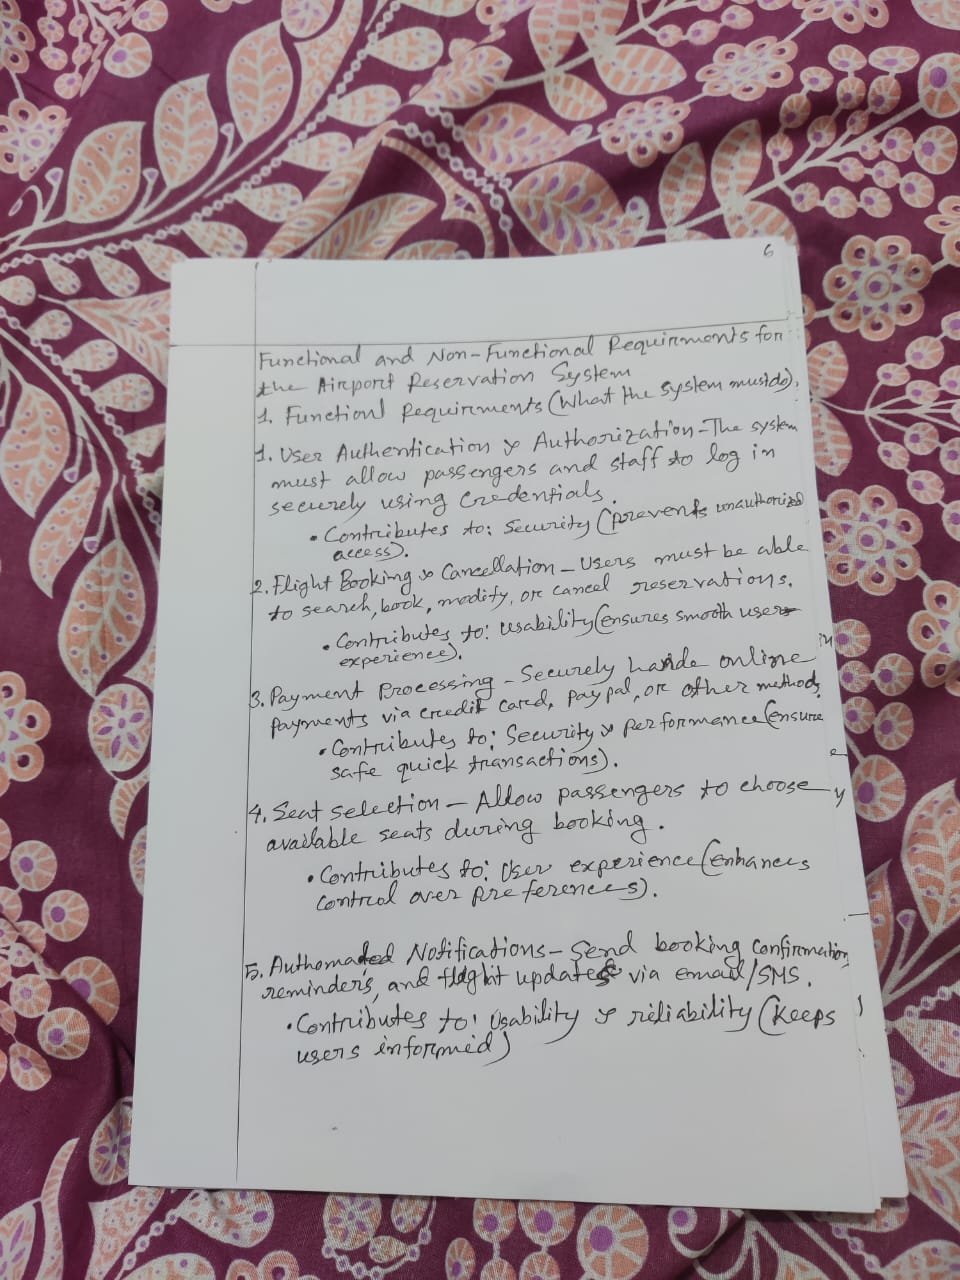 6
Functional and Non-Functional Requirments for
the Airport Reservation System
1. Functionl Requirments (What the system must do).
1. User Authentication & Authorization - The system
must allow passengers and staff to log in
securely using Credentials.
• Contributes to: Security (prevents unauthorized
access).
2. Flight Booking & Cancellation - Users must be able
to search, book, modify, or cancel reservations.
• Contributes to: Usability (ensures smooth user
experience).
3. Payment Processing - Securely hande online
payments via credit card, paypal, or other methods.
• Contributes to: Security & performance (ensure
safe quick transactions).
4. Seat selection - Allow passengers to choose
available seats during booking.
• Contributes to: User experience (Enhances
control over preferences).
5. Authomated Notifications - Send booking confirmation,
reminders, and flight updates via email/SMS.
• Contributes to: Usability & riliability (Keeps
users informed)